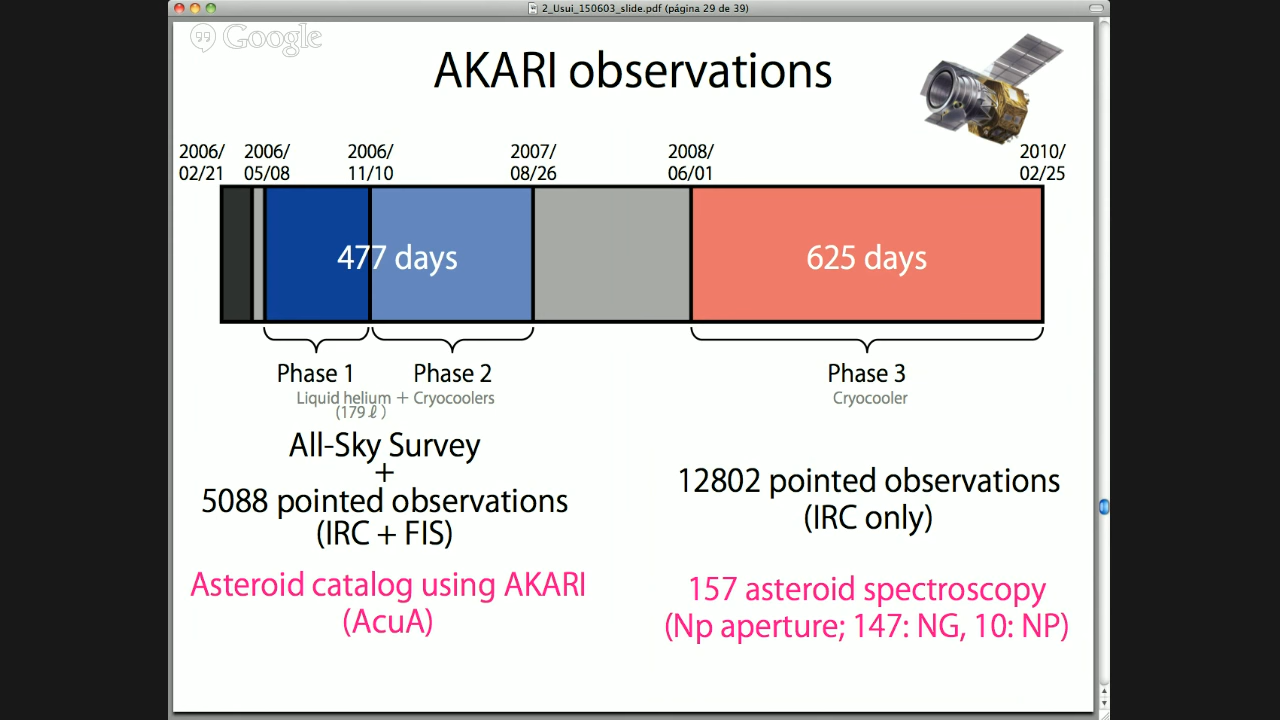 2_Usui_150603_slide.pdf (página 29 de 39)
Google
AKARI observations
2006/ 2006/ 2006/ 2007/ 2008/ 2010/
02/21 05/08 11/10 08/26 06/01 02/25
477 days 625 days
Phase 1 Phase 2 Phase 3
Liquid helium + Cryocoolers Cryocooler
(179ℓ)
All-Sky Survey
+
5088 pointed observations
(IRC + FIS)
12802 pointed observations
(IRC only)
Asteroid catalog using AKARI
(AcuA)
157 asteroid spectroscopy
(Np aperture; 147: NG, 10: NP)